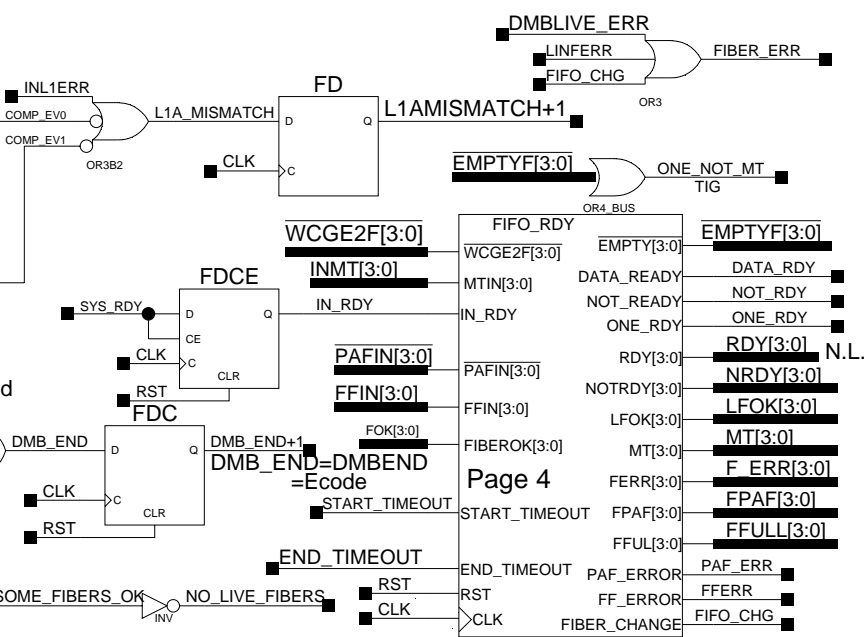 DMBLIVE_ERR
LINFERR
FIBER_ERR
FIFO_CHG
OR3
INL1ERR
COMP_EV0
COMP_EV1
OR3B2
L1A_MISMATCH
FD
D
Q
C
L1AMISMATCH+1
CLK
EMPTYF[3:0]
ONE_NOT_MT
TIG
OR4_BUS
FIFO_RDY
WCGE2F[3:0]
WCGE2F[3:0]
INMT[3:0]
MTIN[3:0]
IN_RDY
IN_RDY
FDCE
SYS_RDY
D
Q
CE
CLK
C
CLR
RST
PAFIN[3:0]
PAFIN[3:0]
FFIN[3:0]
FFIN[3:0]
FOK[3:0]
FIBEROK[3:0]
d
FDC
DMB_END
D
Q
DMB_END+1
DMB_END=DMBEND
=Ecode
CLK
C
CLR
RST
Page 4
START_TIMEOUT
START_TIMEOUT
END_TIMEOUT
END_TIMEOUT
RST
RST
CLK
CLK
SOME_FIBERS_OK
INV
NO_LIVE_FIBERS
EMPTY[3:0]
EMPTYF[3:0]
DATA_READY
DATA_RDY
NOT_READY
NOT_RDY
ONE_RDY
ONE_RDY
RDY[3:0]
RDY[3:0]
N.L.
NOTRDY[3:0]
NRDY[3:0]
LFOK[3:0]
LFOK[3:0]
MT[3:0]
MT[3:0]
FERR[3:0]
F_ERR[3:0]
FPAF[3:0]
FPAF[3:0]
FFUL[3:0]
FFULL[3:0]
PAF_ERROR
PAF_ERR
FF_ERROR
FFERR
FIBER_CHANGE
FIFO_CHG